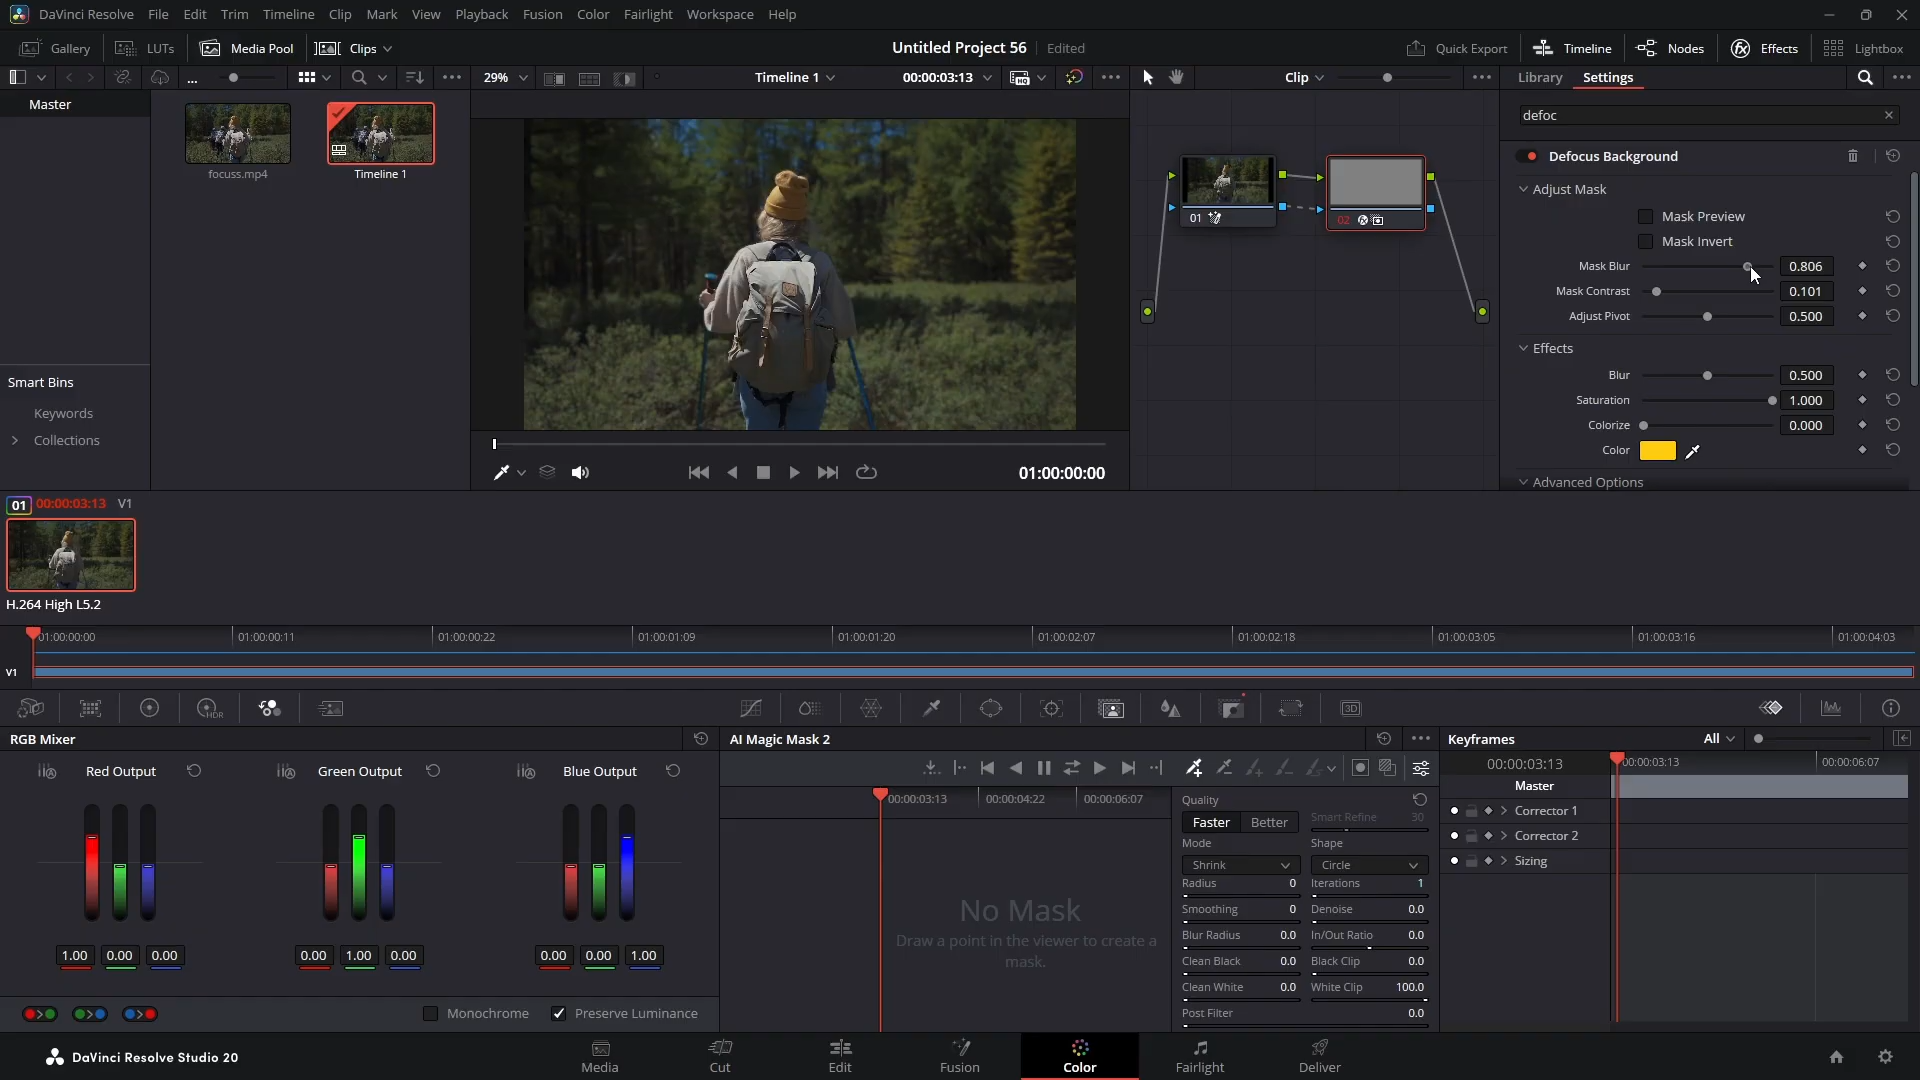 DaVinci Resolve File Edit Trim Timeline Clip Mark View Playback Fusion Color Fairlight Workspace Help
Gallery LUTs Media Pool Clips Untitled Project 56 Edited Quick Export Timeline Nodes Effects Lightbox
... 29% Timeline 1 00:00:03:13 HQ Clip Library Settings
Master
focuss.mp4 Timeline 1
Smart Bins
Keywords
Collections
01:00:00:00
01
02
defoc
Defocus Background
Adjust Mask
Mask Preview
Mask Invert
Mask Blur 0.806
Mask Contrast 0.101
Adjust Pivot 0.500
Effects
Blur 0.500
Saturation 1.000
Colorize 0.000
Color
Advanced Options
01 00:00:03:13 V1
H.264 High L5.2
01:00:00:00 01:00:00:11 01:00:00:22 01:00:01:09 01:00:01:20 01:00:02:07 01:00:02:18 01:00:03:05 01:00:03:16 01:00:04:03
V1
HDR 3D
RGB Mixer
Red Output Green Output Blue Output
1.00 0.00 0.00 0.00 1.00 0.00 0.00 0.00 1.00
Monochrome Preserve Luminance
AI Magic Mask 2
00:00:03:13 00:00:04:22 00:00:06:07
No Mask
Draw a point in the viewer to create a
mask.
Quality
Faster Better Smart Refine 30
Mode Shape
Shrink Circle
Radius 0 Iterations 1
Smoothing 0 Denoise 0.0
Blur Radius 0.0 In/Out Ratio 0.0
Clean Black 0.0 Black Clip 0.0
Clean White 0.0 White Clip 100.0
Post Filter 0.0
Keyframes All
00:00:03:13 00:00:03:13 00:00:06:07
Master
Corrector 1
Corrector 2
Sizing
DaVinci Resolve Studio 20
Media Cut Edit Fusion Color Fairlight Deliver